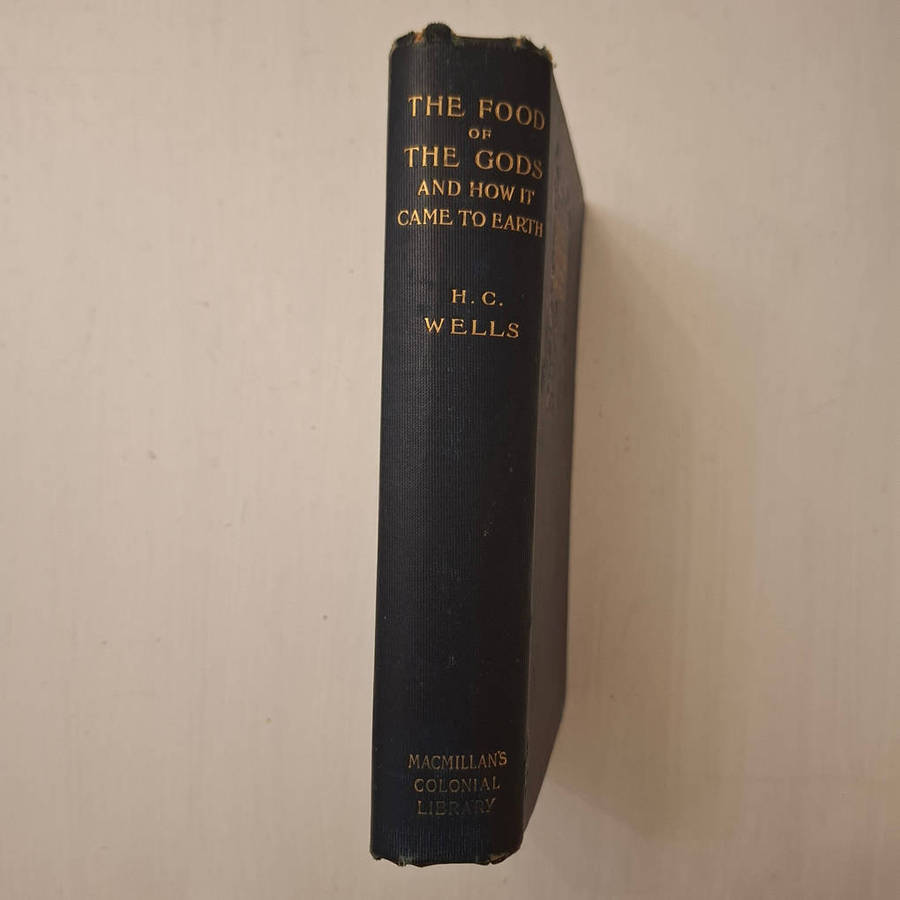 THE FOOD
OF
THE GODS
AND HOW IT
CAME TO EARTH
H. G.
WELLS
MACMILLAN'S
COLONIAL
LIBRARY